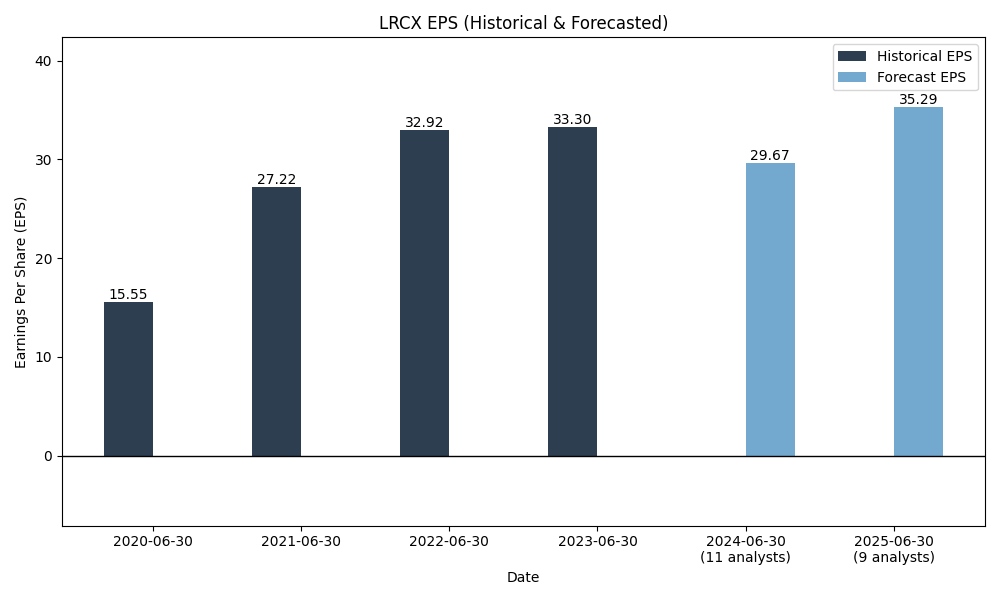 LRCX EPS (Historical & Forecasted)
Historical EPS
Forecast EPS
Earnings Per Share (EPS)
40
30
20
10
0
15.55
27.22
32.92
33.30
29.67
35.29
2020-06-30
2021-06-30
2022-06-30
2023-06-30
2024-06-30
(11 analysts)
2025-06-30
(9 analysts)
Date